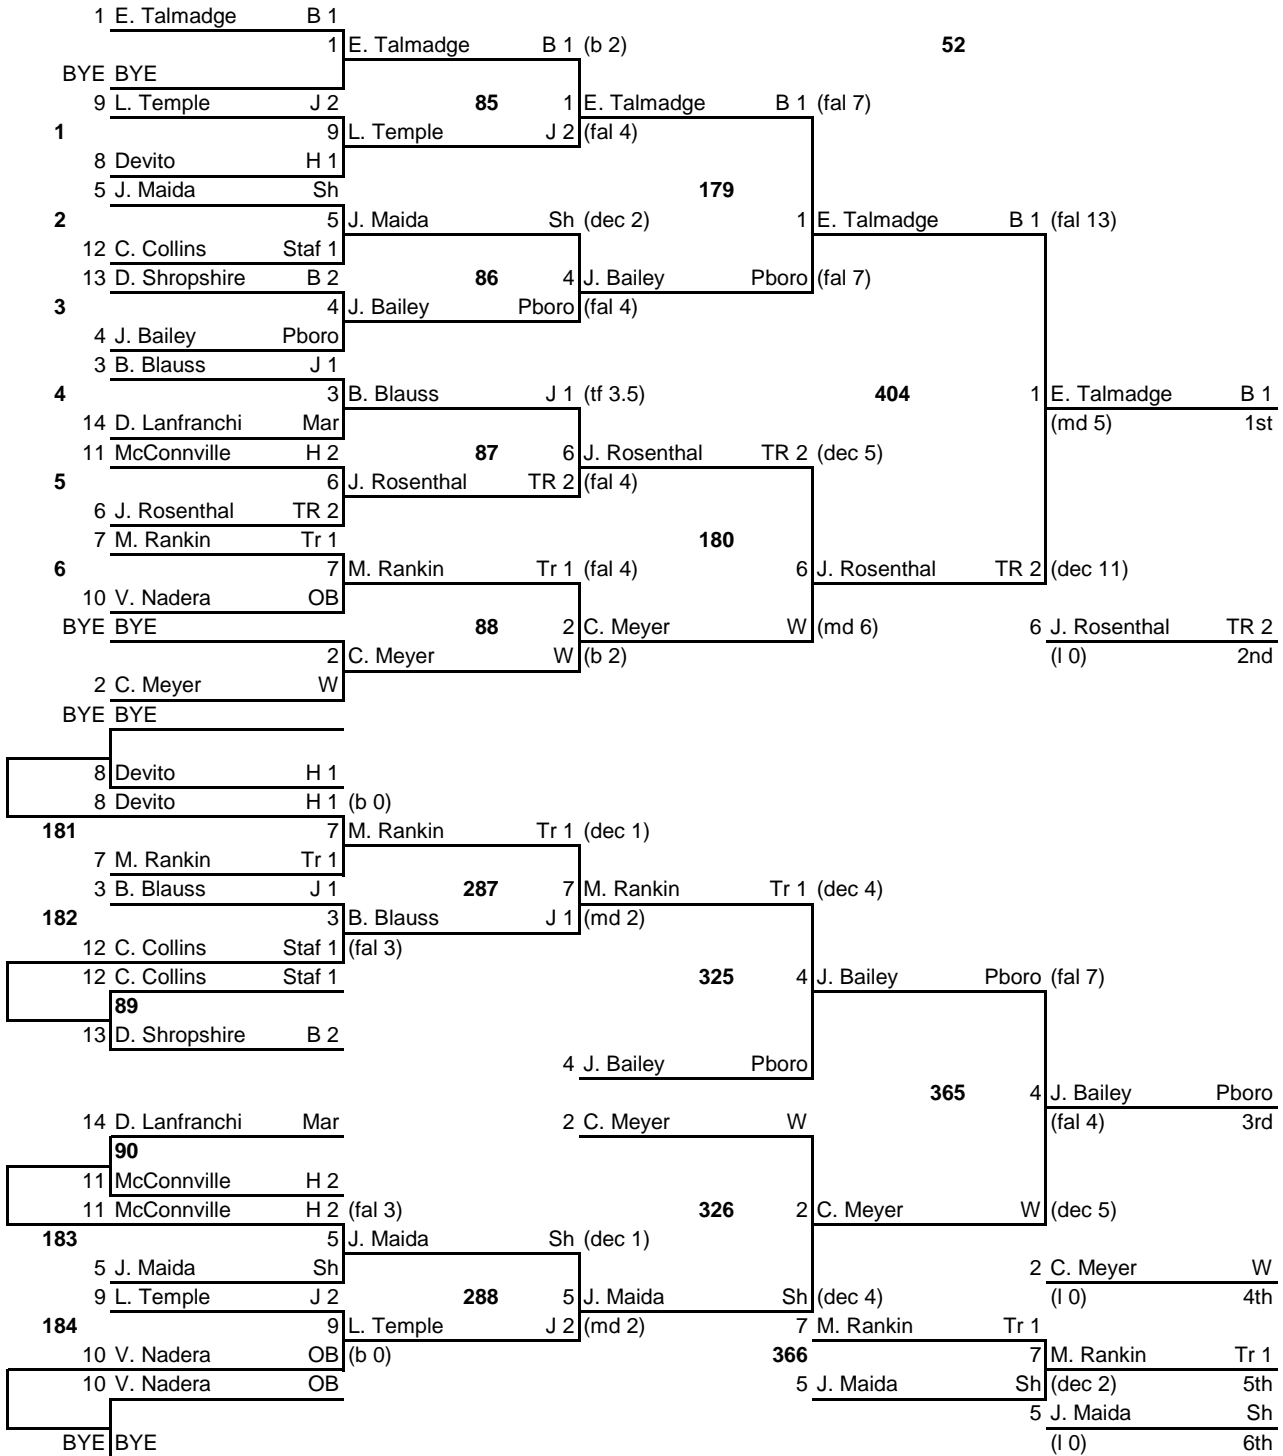 1 E. Talmadge B 1
1 E. Talmadge B 1 (b 2) 52
BYE BYE
9 L. Temple J 2 85 1 E. Talmadge B 1 (fal 7)
1 9 L. Temple J 2 (fal 4)
8 Devito H 1
5 J. Maida Sh 179
2 5 J. Maida Sh (dec 2) 1 E. Talmadge B 1 (fal 13)
12 C. Collins Staf 1
13 D. Shropshire B 2 86 4 J. Bailey Pboro (fal 7)
3 4 J. Bailey Pboro (fal 4)
4 J. Bailey Pboro
3 B. Blauss J 1
4 3 B. Blauss J 1 (tf 3.5) 404 1 E. Talmadge B 1
14 D. Lanfranchi Mar (md 5) 1st
11 McConnville H 2 87 6 J. Rosenthal TR 2 (dec 5)
5 6 J. Rosenthal TR 2 (fal 4)
6 J. Rosenthal TR 2
7 M. Rankin Tr 1 180
6 7 M. Rankin Tr 1 (fal 4) 6 J. Rosenthal TR 2 (dec 11)
10 V. Nadera OB
BYE BYE 88 2 C. Meyer W (md 6) 6 J. Rosenthal TR 2
2 C. Meyer W (b 2) (l 0) 2nd
2 C. Meyer W
BYE BYE
8 Devito H 1
8 Devito H 1 (b 0)
181 7 M. Rankin Tr 1 (dec 1)
7 M. Rankin Tr 1
3 B. Blauss J 1 287 7 M. Rankin Tr 1 (dec 4)
182 3 B. Blauss J 1 (md 2)
12 C. Collins Staf 1 (fal 3)
12 C. Collins Staf 1 325 4 J. Bailey Pboro (fal 7)
89
13 D. Shropshire B 2
4 J. Bailey Pboro
365 4 J. Bailey Pboro
14 D. Lanfranchi Mar 2 C. Meyer W (fal 4) 3rd
90
11 McConnville H 2
11 McConnville H 2 (fal 3) 326 2 C. Meyer W (dec 5)
183 5 J. Maida Sh (dec 1)
5 J. Maida Sh 2 C. Meyer W
9 L. Temple J 2 288 5 J. Maida Sh (dec 4) (l 0) 4th
184 9 L. Temple J 2 (md 2) 7 M. Rankin Tr 1
10 V. Nadera OB (b 0) 366 7 M. Rankin Tr 1
10 V. Nadera OB 5 J. Maida Sh (dec 2) 5th
5 J. Maida Sh
BYE BYE (l 0) 6th